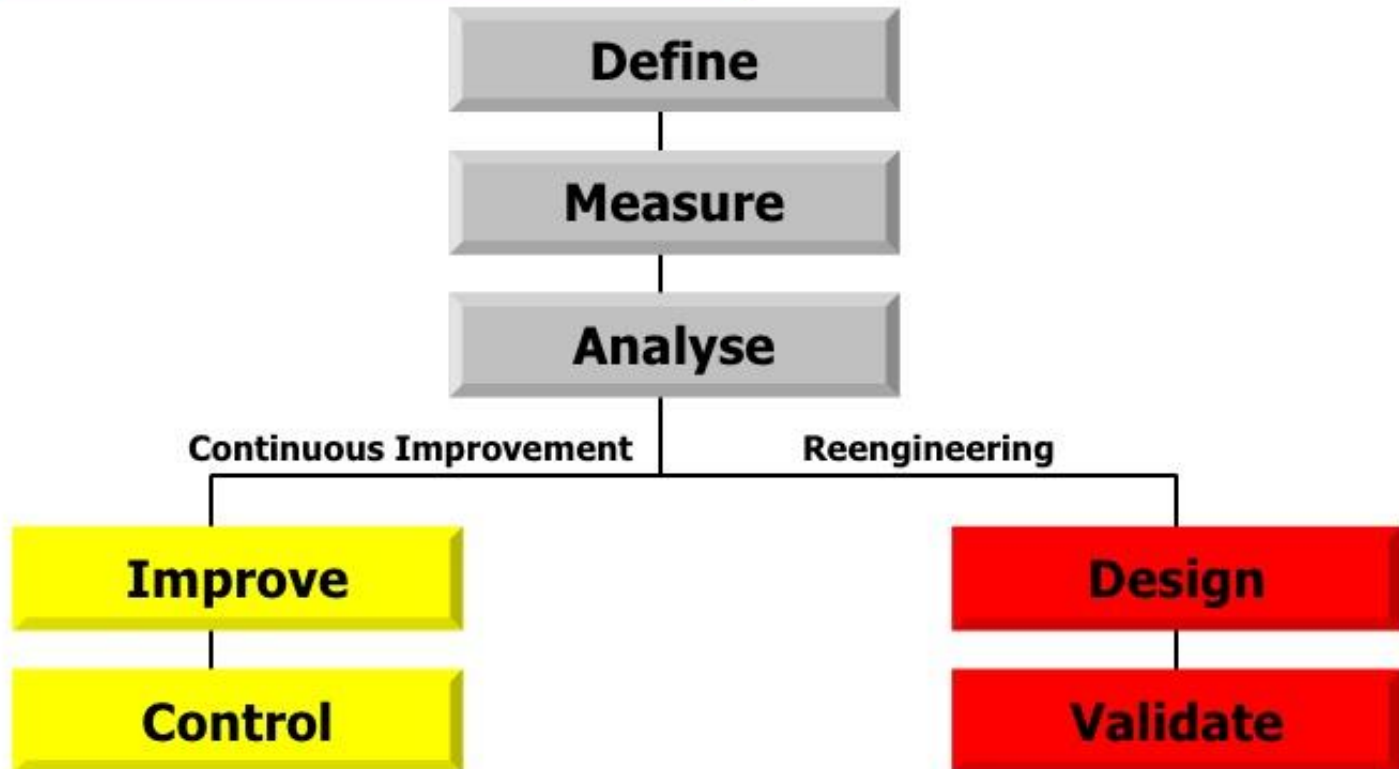 Define
Measure
Analyse
Continuous Improvement
Reengineering
Improve
Design
Control
Validate